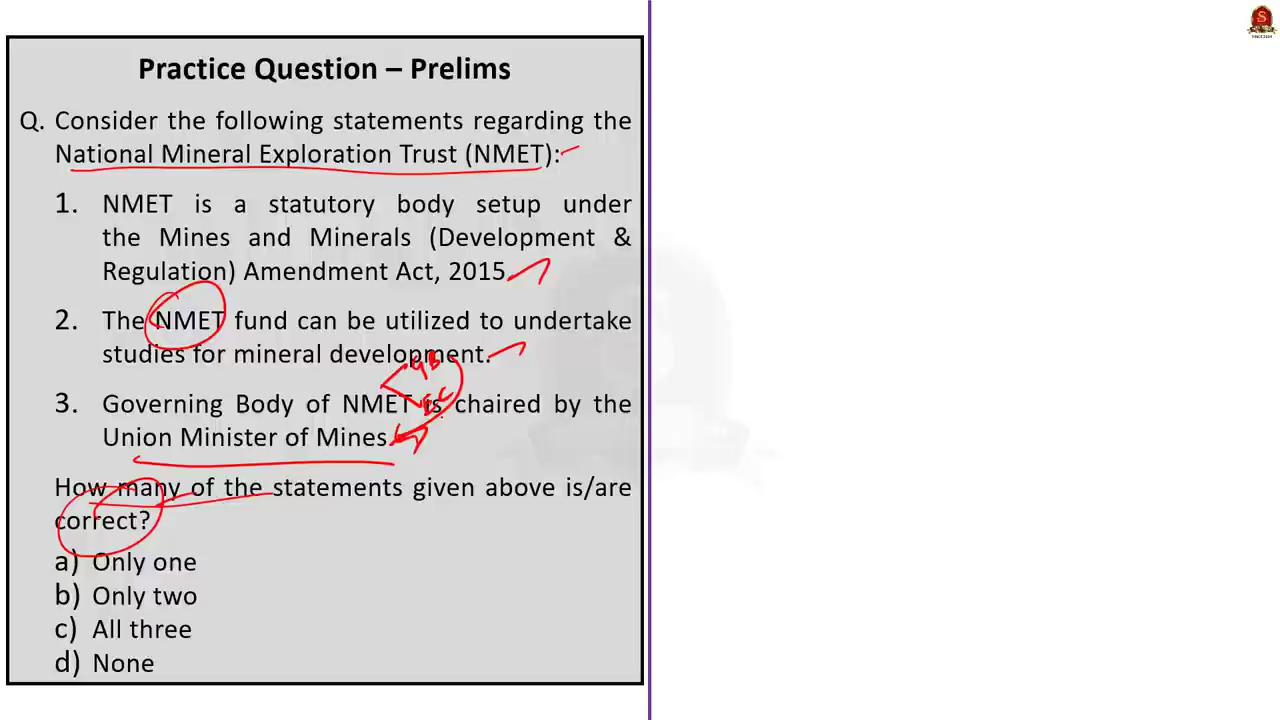 Practice Question – Prelims
Q. Consider the following statements regarding the
National Mineral Exploration Trust (NMET):
1. NMET is a statutory body setup under
the Mines and Minerals (Development &
Regulation) Amendment Act, 2015.
2. The NMET fund can be utilized to undertake
studies for mineral development.
GB
EC
3. Governing Body of NMET is chaired by the
Union Minister of Mines.
How many of the statements given above is/are
correct?
a) Only one
b) Only two
c) All three
d) None